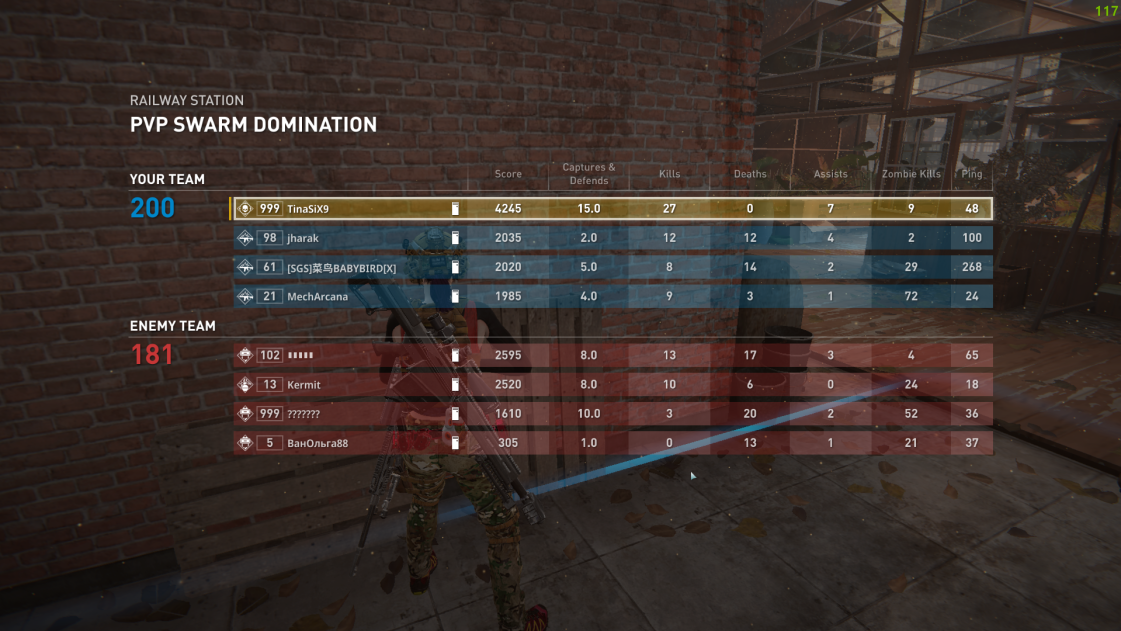 117
RAILWAY STATION
PVP SWARM DOMINATION
YOUR TEAM Score Captures & Defends Kills Deaths Assists Zombie Kills Ping
200
999 TinaSiX9 4245 15.0 27 0 7 9 48
98 jharak 2035 2.0 12 12 4 2 100
61 [SGS]菜鸟BABYBIRD[X] 2020 5.0 8 14 2 29 268
21 MechArcana 1985 4.0 9 3 1 72 24
ENEMY TEAM
181
102 ▮▮▮▮▮ 2595 8.0 13 17 3 4 65
13 Kermit 2520 8.0 10 6 0 24 18
999 ??????? 1610 10.0 3 20 2 52 36
5 ВанОльга88 305 1.0 0 13 1 21 37